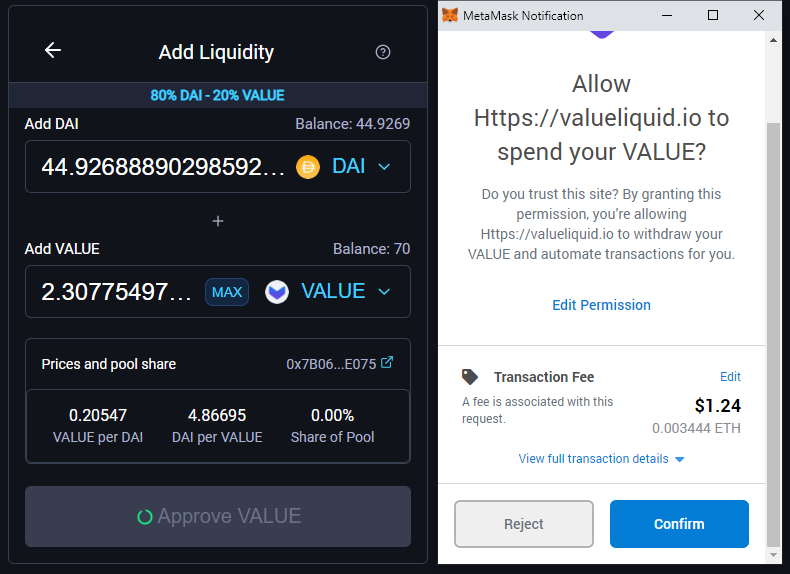 Add Liquidity
80% DAI - 20% VALUE
Add DAI
Balance: 44.9269
44.92688890298592...
DAI
+
Add VALUE
Balance: 70
2.30775497...
MAX
VALUE
Prices and pool share
0x7B06...E075
0.20547
4.86695
0.00%
VALUE per DAI
DAI per VALUE
Share of Pool
Approve VALUE
MetaMask Notification
Allow
Https://valueliquid.io to
spend your VALUE?
Do you trust this site? By granting this
permission, you're allowing
Https://valueliquid.io to withdraw your
VALUE and automate transactions for you.
Edit Permission
Transaction Fee
Edit
A fee is associated with this
request.
$1.24
0.003444 ETH
View full transaction details
Reject
Confirm